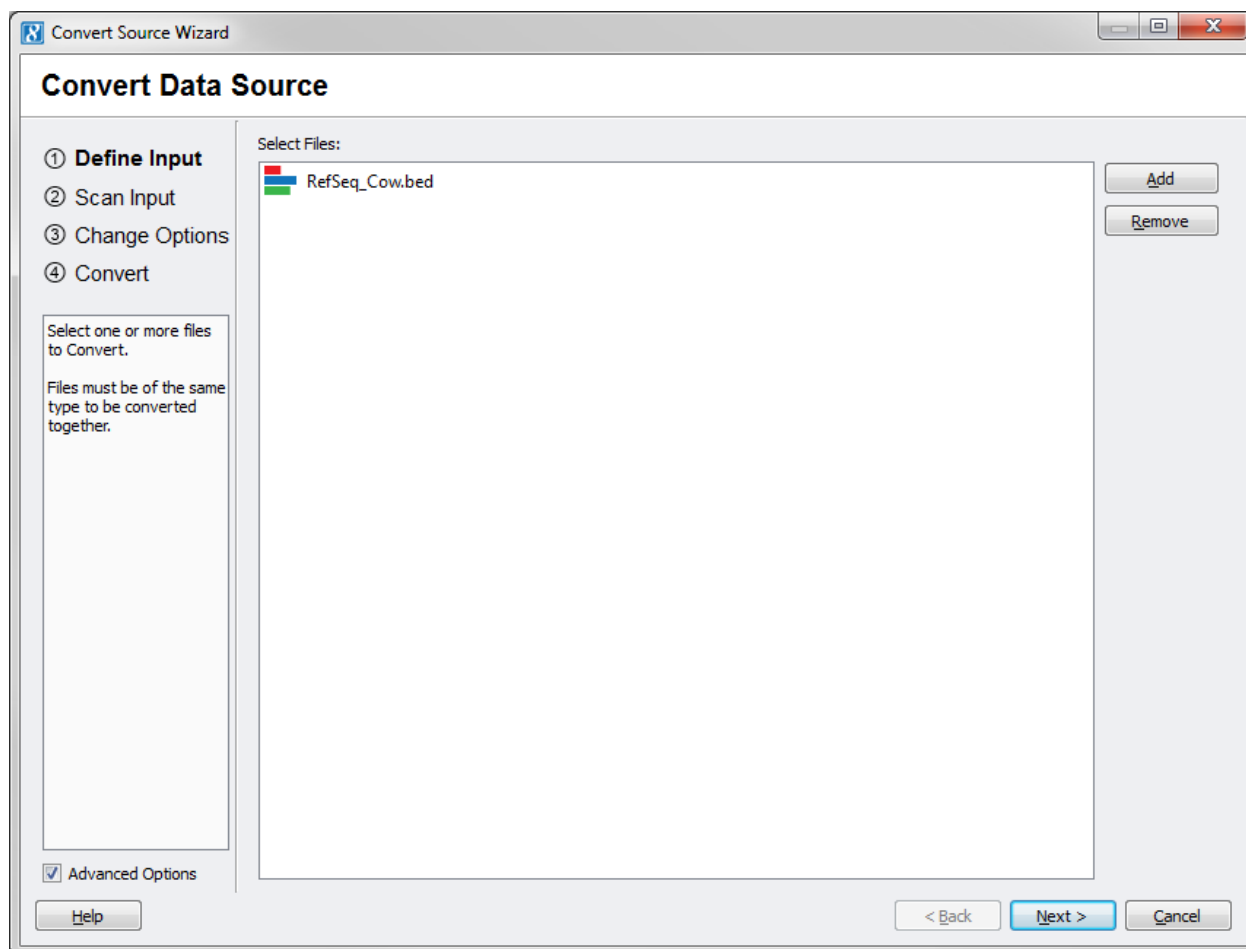 Convert Source Wizard
Convert Data Source
① Define Input
② Scan Input
③ Change Options
④ Convert
Select one or more files
to Convert.
Files must be of the same
type to be converted
together.
Advanced Options
Select Files:
RefSeq_Cow.bed
Add
Remove
Help
< Back
Next >
Cancel